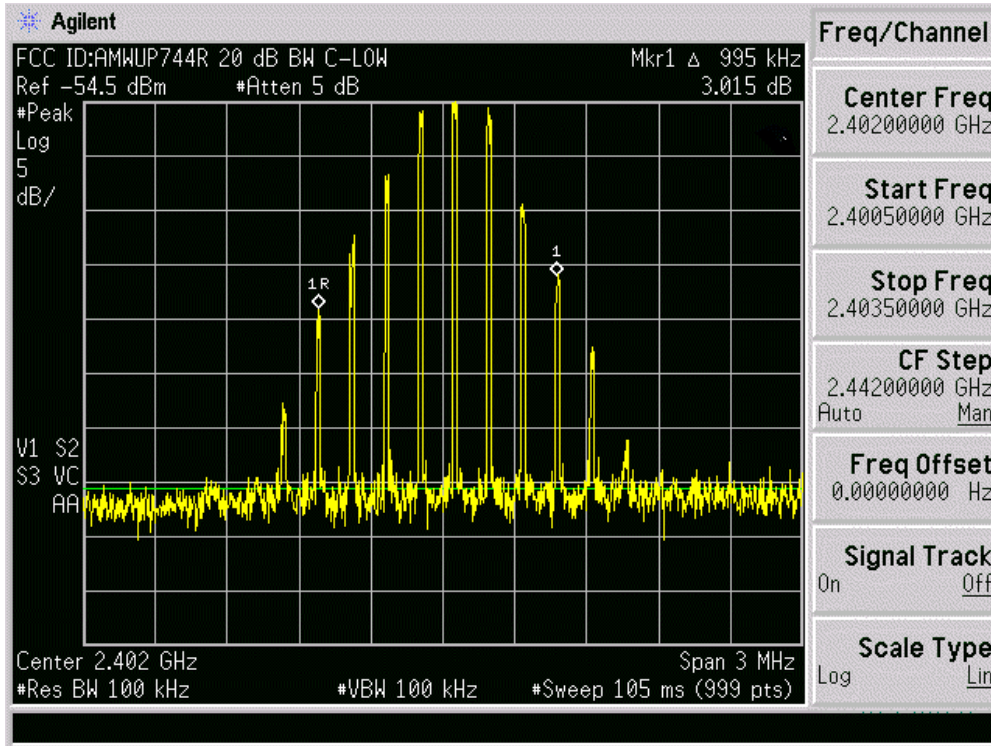 Agilent
FCC ID:AMWUP744R 20 dB BW C-LOW
Mkr1 Δ 995 kHz
Ref -54.5 dBm
#Atten 5 dB
3.015 dB
#Peak
Log
5
dB/
1R
1
V1 S2
S3 VC
AA
Center 2.402 GHz
Span 3 MHz
#Res BW 100 kHz
#VBW 100 kHz
#Sweep 105 ms (999 pts)
Freq/Channel
Center Freq
2.40200000 GHz
Start Freq
2.40050000 GHz
Stop Freq
2.40350000 GHz
CF Step
2.44200000 GHz
Auto Man
Freq Offset
0.00000000 Hz
Signal Track
On Off
Scale Type
Log Lin